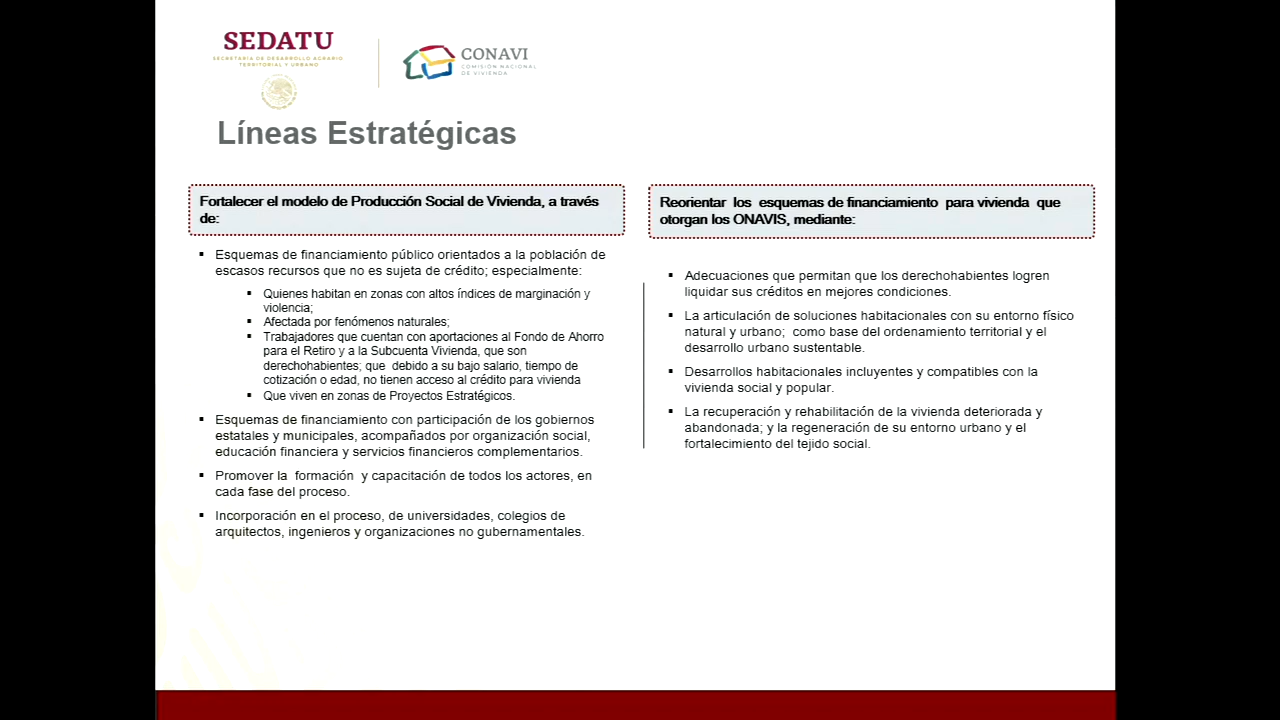 SEDATU
SECRETARÍA DE DESARROLLO AGRARIO
TERRITORIAL Y URBANO
CONAVI
COMISIÓN NACIONAL
DE VIVIENDA
Líneas Estratégicas
Fortalecer el modelo de Producción Social de Vivienda, a través
de:
▪ Esquemas de financiamiento público orientados a la población de
escasos recursos que no es sujeta de crédito; especialmente:
▪ Quienes habitan en zonas con altos índices de marginación y
violencia;
▪ Afectada por fenómenos naturales;
▪ Trabajadores que cuentan con aportaciones al Fondo de Ahorro
para el Retiro y a la Subcuenta Vivienda, que son
derechohabientes; que debido a su bajo salario, tiempo de
cotización o edad, no tienen acceso al crédito para vivienda
▪ Que viven en zonas de Proyectos Estratégicos.
▪ Esquemas de financiamiento con participación de los gobiernos
estatales y municipales, acompañados por organización social,
educación financiera y servicios financieros complementarios.
▪ Promover la formación y capacitación de todos los actores, en
cada fase del proceso.
▪ Incorporación en el proceso, de universidades, colegios de
arquitectos, ingenieros y organizaciones no gubernamentales.
Reorientar los esquemas de financiamiento para vivienda que
otorgan los ONAVIS, mediante:
▪ Adecuaciones que permitan que los derechohabientes logren
liquidar sus créditos en mejores condiciones.
▪ La articulación de soluciones habitacionales con su entorno físico
natural y urbano; como base del ordenamiento territorial y el
desarrollo urbano sustentable.
▪ Desarrollos habitacionales incluyentes y compatibles con la
vivienda social y popular.
▪ La recuperación y rehabilitación de la vivienda deteriorada y
abandonada; y la regeneración de su entorno urbano y el
fortalecimiento del tejido social.